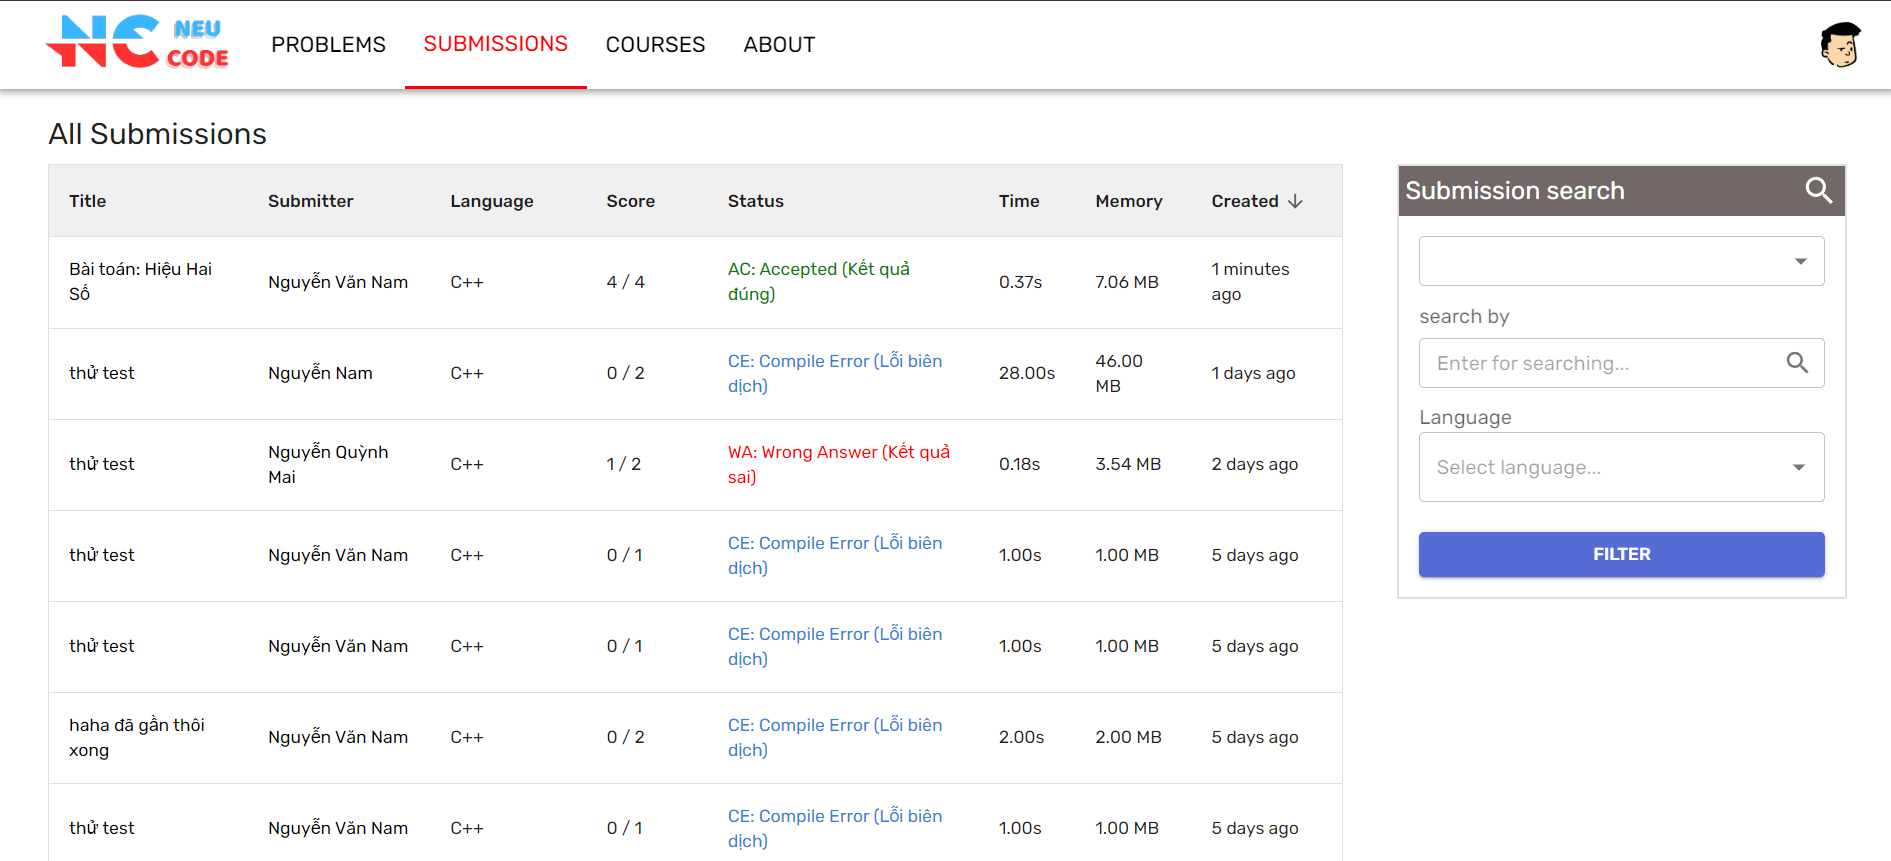 NC NEU CODE
PROBLEMS SUBMISSIONS COURSES ABOUT
All Submissions
Title Submitter Language Score Status Time Memory Created
Bài toán: Hiệu Hai
Số
Nguyễn Văn Nam
C++
4 / 4
AC: Accepted (Kết quả
đúng)
0.37s
7.06 MB
1 minutes
ago
thử test
Nguyễn Nam
C++
0 / 2
CE: Compile Error (Lỗi biên
dịch)
28.00s
46.00
MB
1 days ago
thử test
Nguyễn Quỳnh
Mai
C++
1 / 2
WA: Wrong Answer (Kết quả
sai)
0.18s
3.54 MB
2 days ago
thử test
Nguyễn Văn Nam
C++
0 / 1
CE: Compile Error (Lỗi biên
dịch)
1.00s
1.00 MB
5 days ago
thử test
Nguyễn Văn Nam
C++
0 / 1
CE: Compile Error (Lỗi biên
dịch)
1.00s
1.00 MB
5 days ago
haha đã gần thôi
xong
Nguyễn Văn Nam
C++
0 / 2
CE: Compile Error (Lỗi biên
dịch)
2.00s
2.00 MB
5 days ago
thử test
Nguyễn Văn Nam
C++
0 / 1
CE: Compile Error (Lỗi biên
dịch)
1.00s
1.00 MB
5 days ago
Submission search
search by
Enter for searching...
Language
Select language...
FILTER